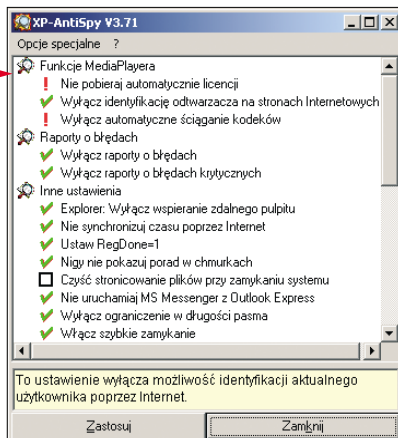 XP-AntiSpy V3.71
Opcje specjalne ?
Funkcje MediaPlayera
Nie pobieraj automatycznie licencji
Wyłącz identyfikację odtwarzacza na stronach Internetowych
Wyłącz automatyczne ściąganie kodeków
Raporty o błędach
Wyłącz raporty o błędach
Wyłącz raporty o błędach krytycznych
Inne ustawienia
Explorer: Wyłącz wspieranie zdalnego pulpitu
Nie synchronizuj czasu poprzez Internet
Ustaw RegDone=1
Nigy nie pokazuj porad w chmurkach
Czyść stronicowanie plików przy zamykaniu systemu
Nie uruchamiaj MS Messenger z Outlook Express
Wyłącz ograniczenie w długości pasma
Włącz szybkie zamykanie
To ustawienie wyłącza możliwość identyfikacji aktualnego
użytkownika poprzez Internet.
Zastosuj Zamknij